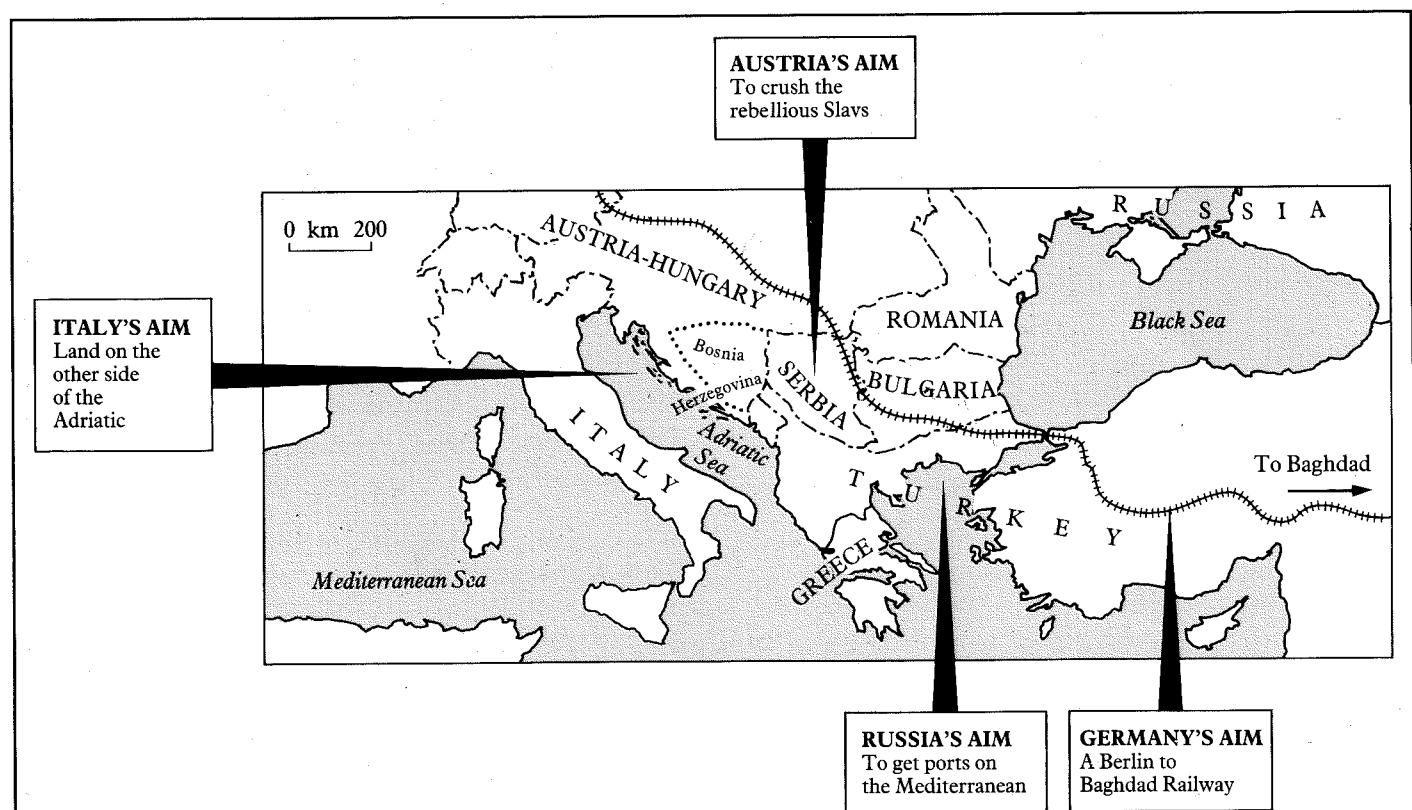 AUSTRIA'S AIM
To crush the
rebellious Slavs
RUSSIA
0 km 200
AUSTRIA-HUNGARY
ITALY'S AIM
Land on the
other side
of the
Adriatic
ROMANIA
Black Sea
Bosnia
Herzegovina
SERBIA
BULGARIA
ITALY
Adriatic
Sea
To Baghdad
TURKEY
GREECE
Mediterranean Sea
RUSSIA'S AIM
To get ports on
the Mediterranean
GERMANY'S AIM
A Berlin to
Baghdad Railway